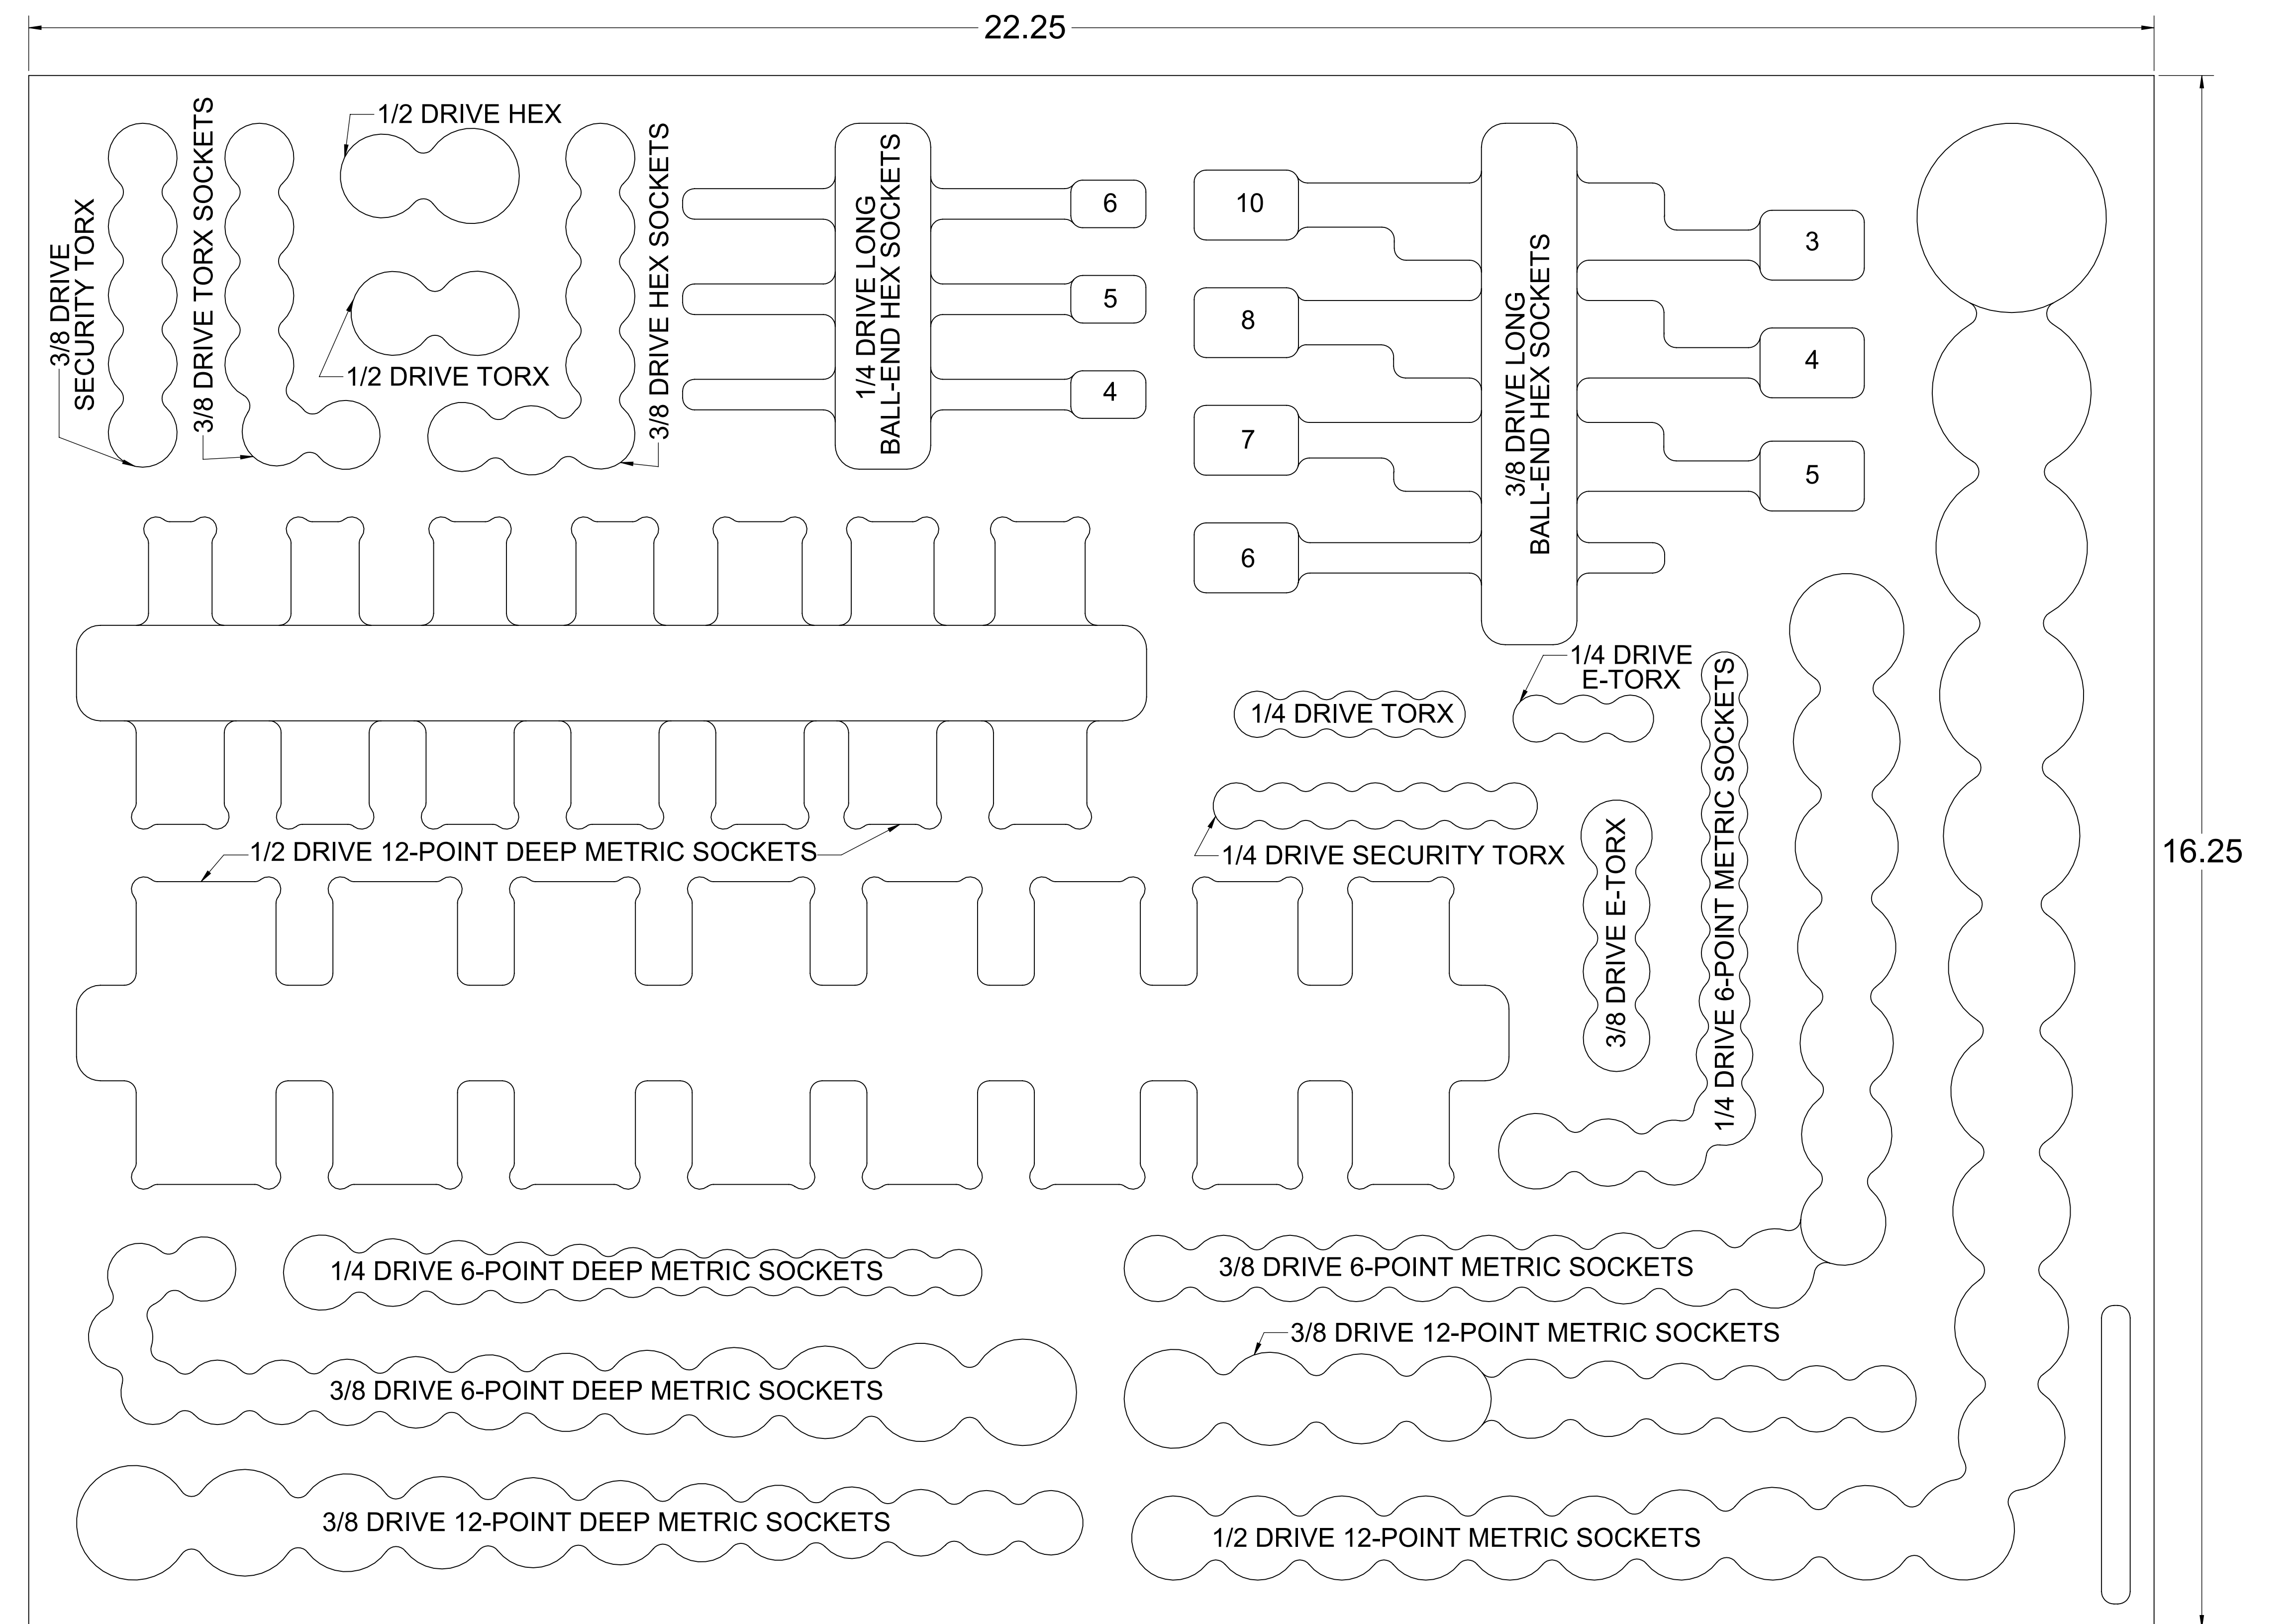 22.25
1/2 DRIVE HEX
3/8 DRIVE
SECURITY TORX
3/8 DRIVE TORX SOCKETS
1/2 DRIVE TORX
3/8 DRIVE HEX SOCKETS
1/4 DRIVE LONG
BALL-END HEX SOCKETS
6
5
4
10
8
7
6
3/8 DRIVE LONG
BALL-END HEX SOCKETS
3
4
5
1/4 DRIVE
E-TORX
1/4 DRIVE TORX
1/4 DRIVE 6-POINT METRIC SOCKETS
1/2 DRIVE 12-POINT DEEP METRIC SOCKETS
1/4 DRIVE SECURITY TORX
3/8 DRIVE E-TORX
16.25
1/4 DRIVE 6-POINT DEEP METRIC SOCKETS
3/8 DRIVE 6-POINT METRIC SOCKETS
3/8 DRIVE 12-POINT METRIC SOCKETS
3/8 DRIVE 6-POINT DEEP METRIC SOCKETS
3/8 DRIVE 12-POINT DEEP METRIC SOCKETS
1/2 DRIVE 12-POINT METRIC SOCKETS